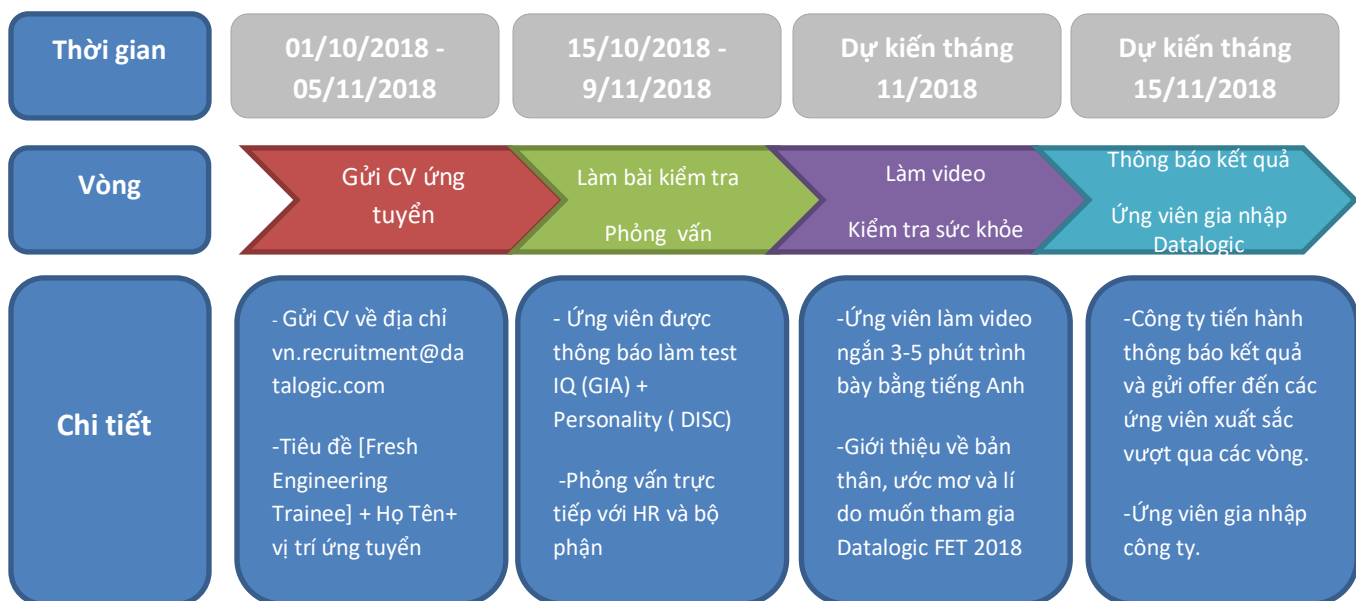 Thời gian
01/10/2018 -
05/11/2018
15/10/2018 -
9/11/2018
Dự kiến tháng
11/2018
Dự kiến tháng
15/11/2018
Vòng
Gửi CV ứng
tuyển
Làm bài kiểm tra
Phỏng vấn
Làm video
Kiểm tra sức khỏe
Thông báo kết quả
Ứng viên gia nhập
Datalogic
Chi tiết
- Gửi CV về địa chỉ
vn.recruitment@da
talogic.com
-Tiêu đề [Fresh
Engineering
Trainee] + Họ Tên+
vị trí ứng tuyển
- Ứng viên được
thông báo làm test
IQ (GIA) +
Personality ( DISC)
-Phỏng vấn trực
tiếp với HR và bộ
phận
-Ứng viên làm video
ngắn 3-5 phút trình
bày bằng tiếng Anh
-Giới thiệu về bản
thân, ước mơ và lí
do muốn tham gia
Datalogic FET 2018
-Công ty tiến hành
thông báo kết quả
và gửi offer đến các
ứng viên xuất sắc
vượt qua các vòng.
-Ứng viên gia nhập
công ty.